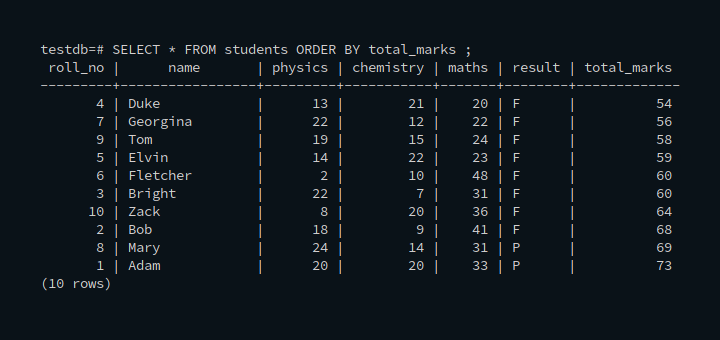 testdb=# SELECT * FROM students ORDER BY total_marks ;
 roll_no |      name       | physics | chemistry | maths | result | total_marks
---------+-----------------+---------+-----------+-------+--------+-------------
       4 | Duke            |      13 |        21 |    20 | F      |          54
       7 | Georgina        |      22 |        12 |    22 | F      |          56
       9 | Tom             |      19 |        15 |    24 | F      |          58
       5 | Elvin           |      14 |        22 |    23 | F      |          59
       6 | Fletcher        |       2 |        10 |    48 | F      |          60
       3 | Bright          |      22 |         7 |    31 | F      |          60
      10 | Zack            |       8 |        20 |    36 | F      |          64
       2 | Bob             |      18 |         9 |    41 | F      |          68
       8 | Mary            |      24 |        14 |    31 | P      |          69
       1 | Adam            |      20 |        20 |    33 | P      |          73
(10 rows)